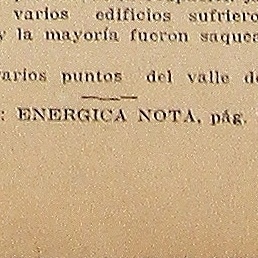 varios edificios sufriero
y la mayoría fueron saquea
varios puntos del valle de
: ENERGICA NOTA, pág.